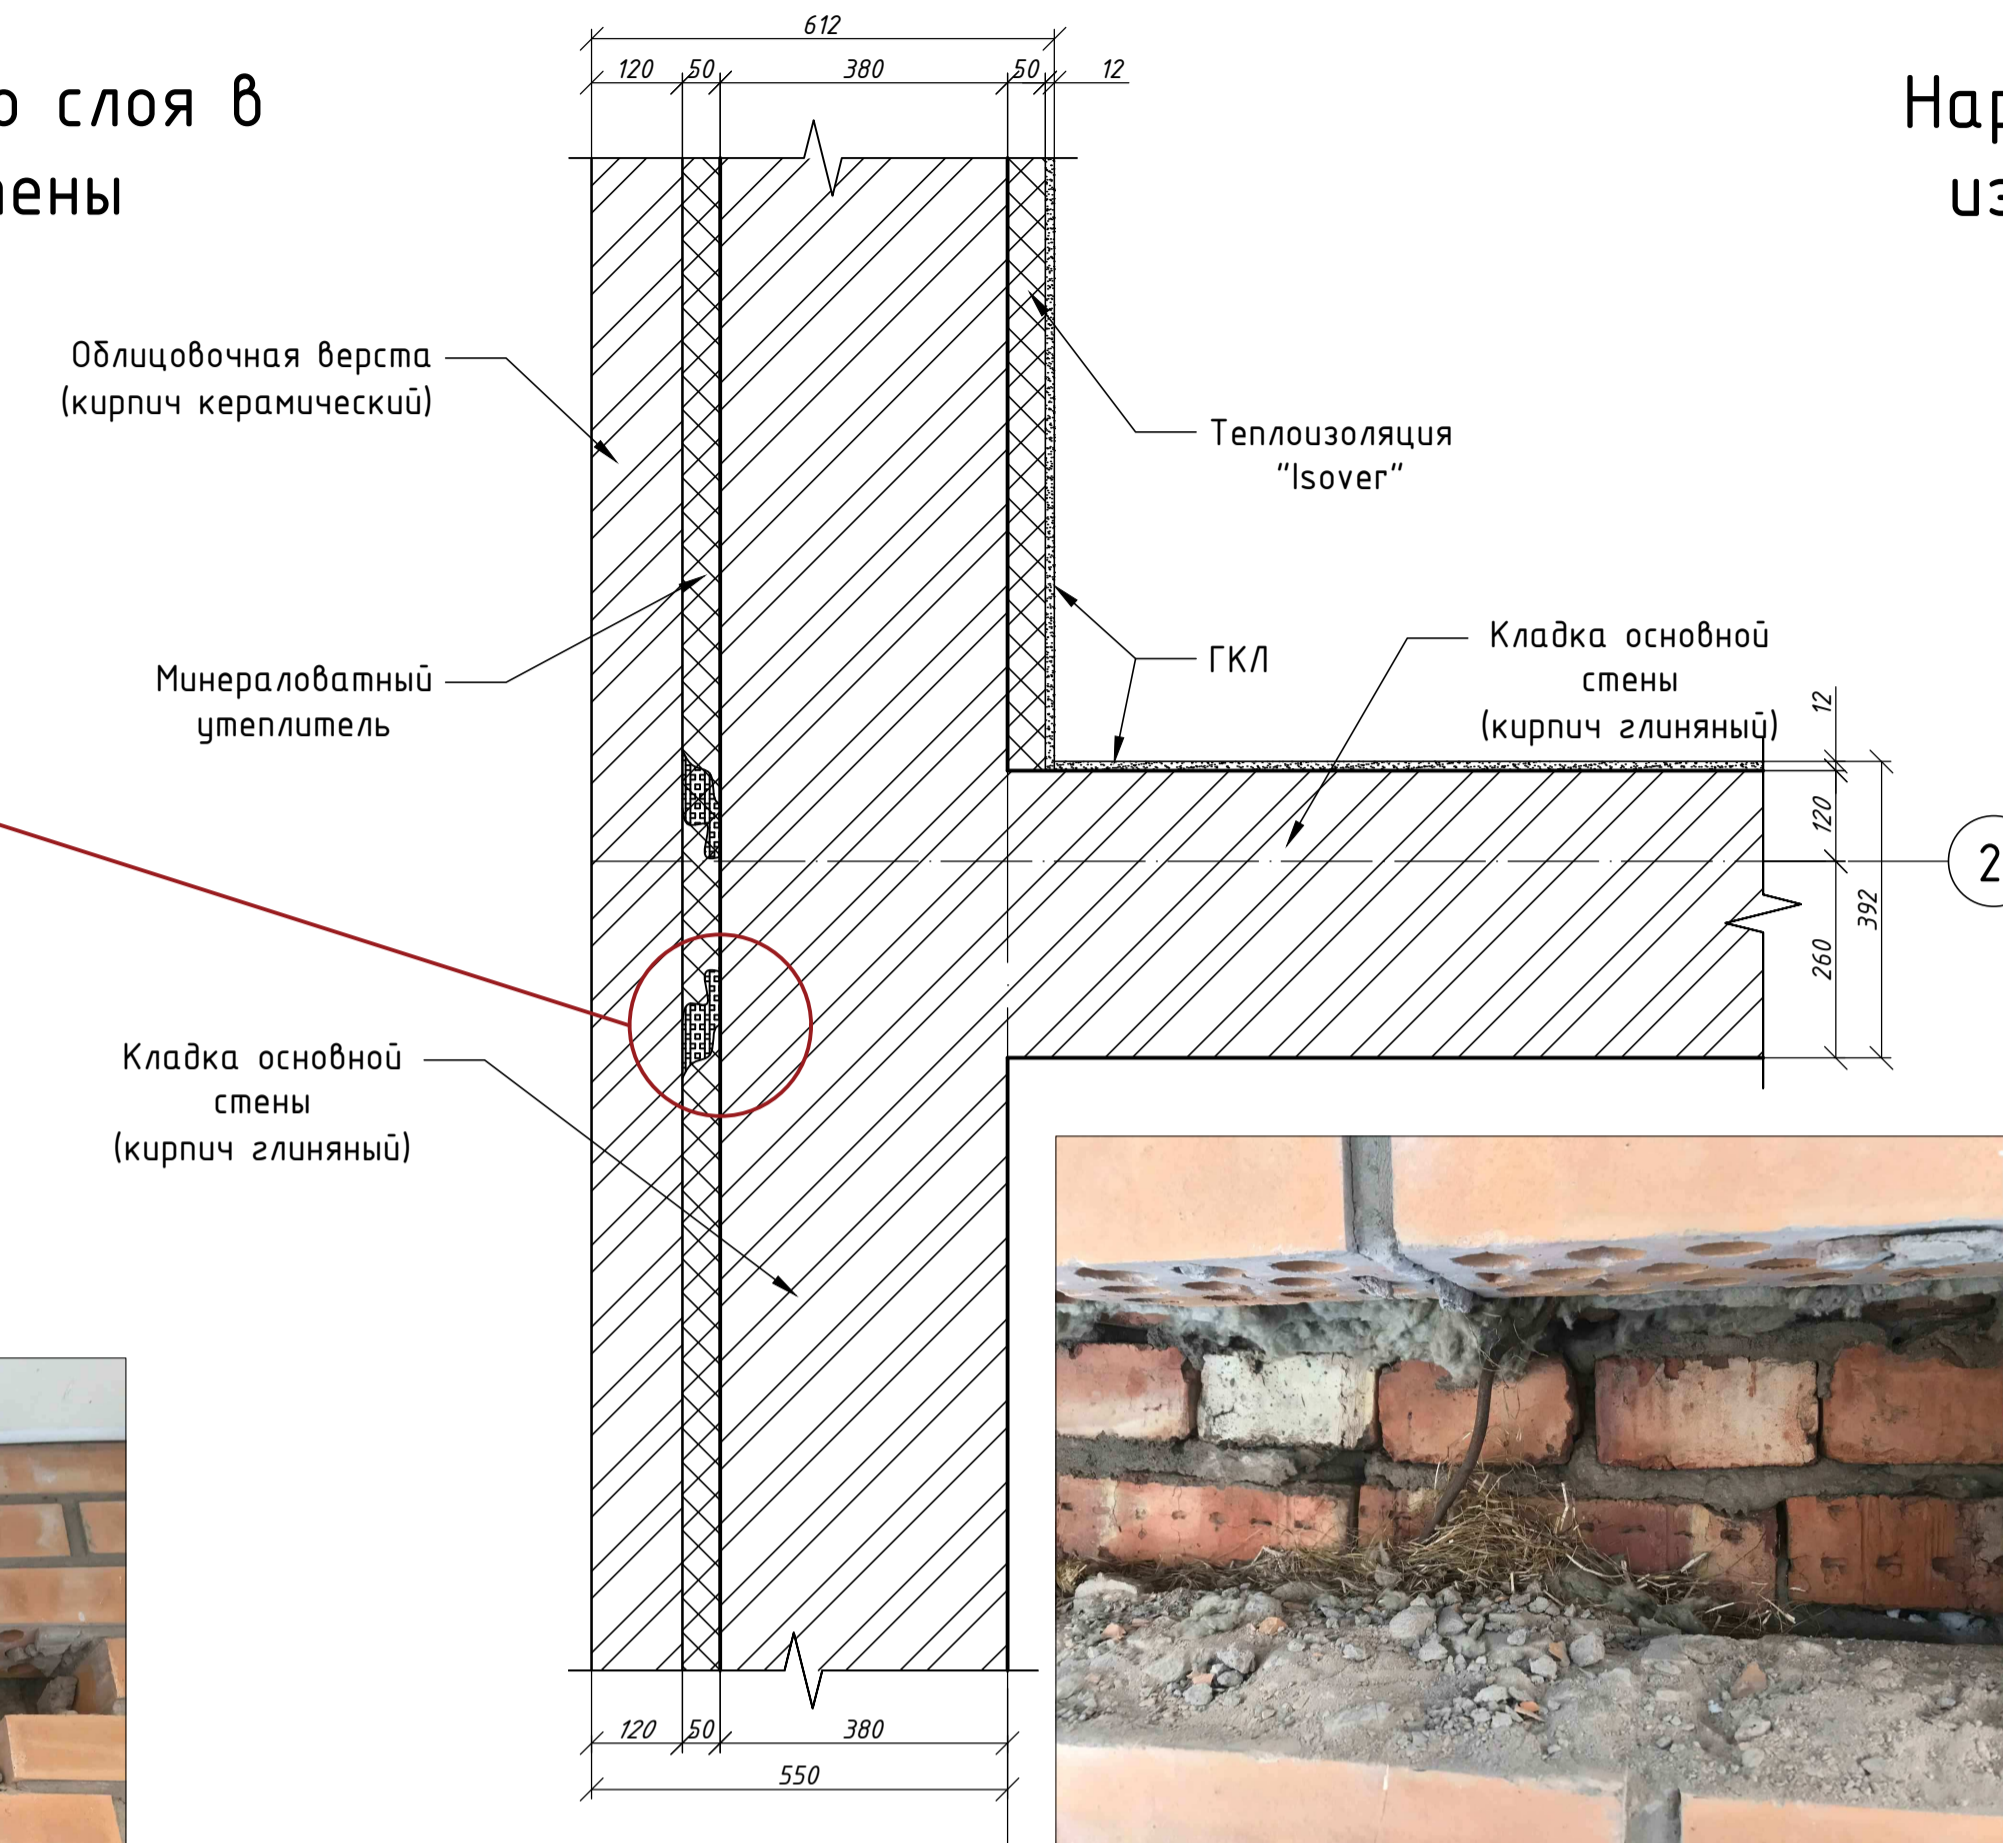 о слоя в
ены
Нар
из
612
120 50 380 50 12
Облицовочная верста
(кирпич керамический)
Теплоизоляция
"Isover"
Минераловатный
утеплитель
ГКЛ
Кладка основной
стены
(кирпич глиняный)
12
120
260
392
2
Кладка основной
стены
(кирпич глиняный)
120 50 380
550